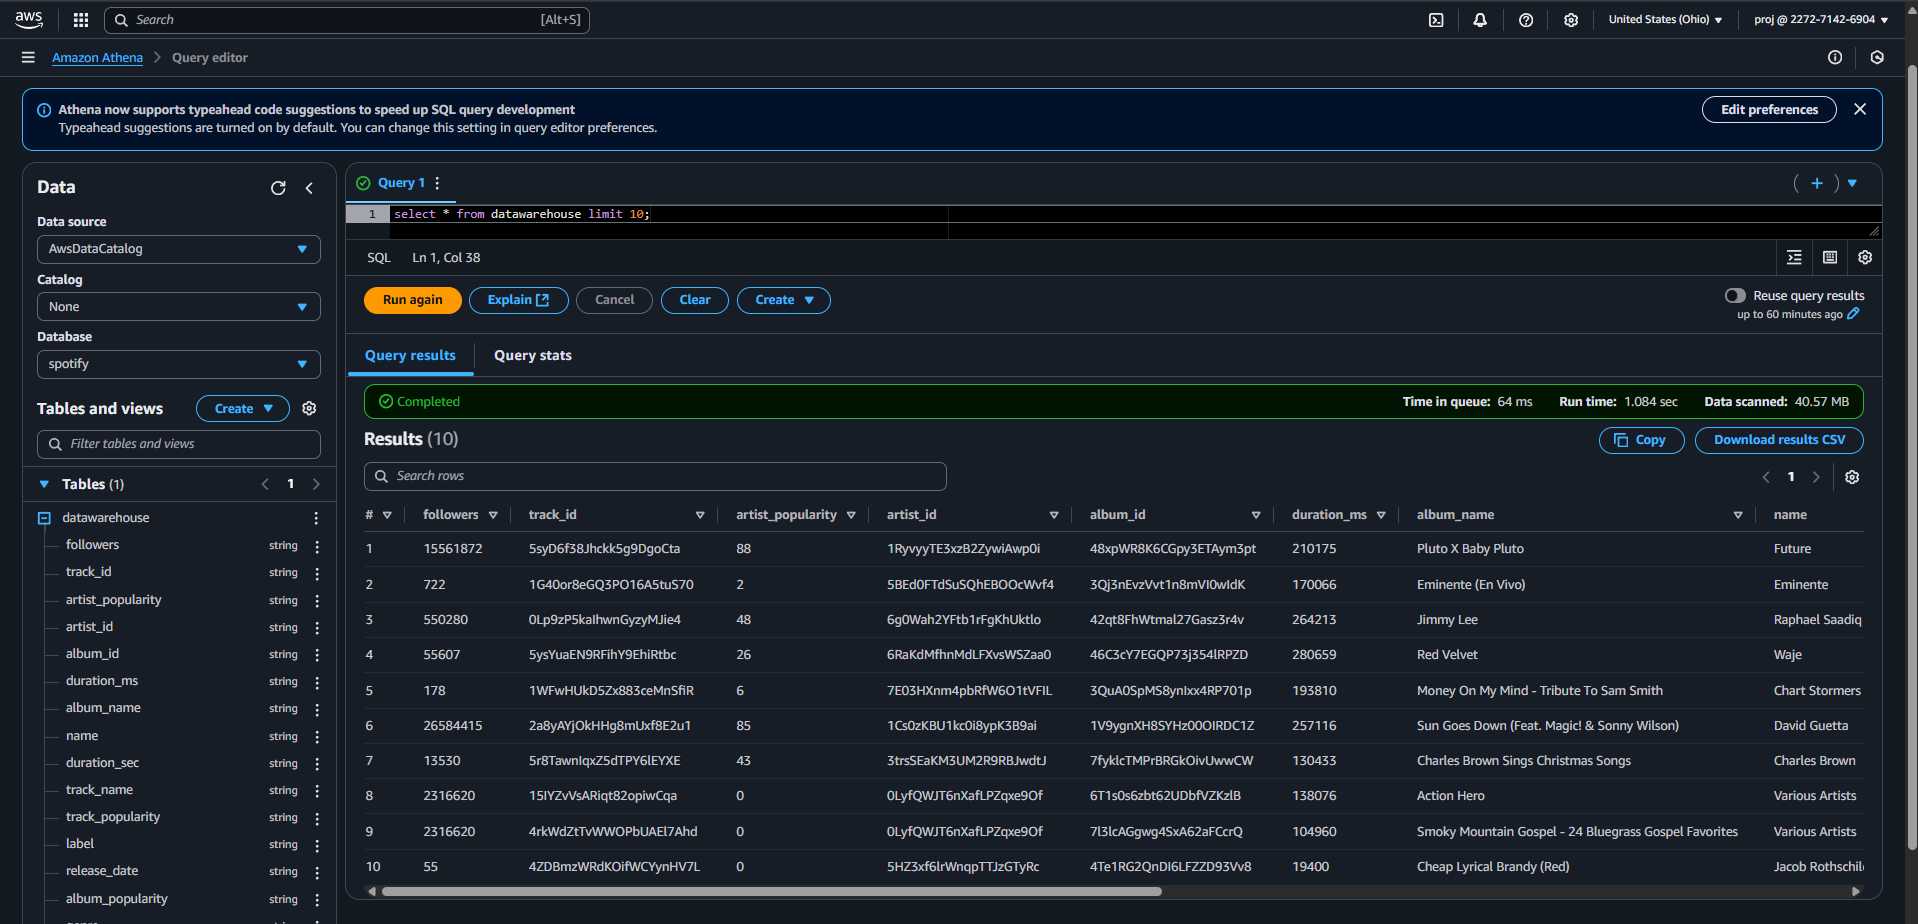 aws Search [Alt+S] United States (Ohio) proj @ 2272-7142-6904
Amazon Athena > Query editor
Athena now supports typeahead code suggestions to speed up SQL query development
Typeahead suggestions are turned on by default. You can change this setting in query editor preferences.
Edit preferences
Data
Data source
AwsDataCatalog
Catalog
None
Database
spotify
Tables and views Create
Filter tables and views
Tables (1) 1
datawarehouse
followers string
track_id string
artist_popularity string
artist_id string
album_id string
duration_ms string
album_name string
name string
duration_sec string
track_name string
track_popularity string
label string
release_date string
album_popularity string
Query 1
1 select * from datawarehouse limit 10;
SQL Ln 1, Col 38
Run again Explain Cancel Clear Create
Reuse query results
up to 60 minutes ago
Query results Query stats
Completed Time in queue: 64 ms Run time: 1.084 sec Data scanned: 40.57 MB
Results (10) Copy Download results CSV
Search rows 1
# followers track_id artist_popularity artist_id album_id duration_ms album_name name
1 15561872 5syD6f38Jhckk5g9DgoCta 88 1RyvyyTE3xzB2ZywiAwp0i 48xpWR8K6CGpy3ETAym3pt 210175 Pluto X Baby Pluto Future
2 722 1G40or8eGQ3PO16A5tuS70 2 5BEd0FTdSuSQhEBOOcWvf4 3Qj3nEvzVvt1n8mVI0wIdK 170066 Eminente (En Vivo) Eminente
3 550280 0Lp9zP5kaIhwnGyzyMJie4 48 6g0Wah2YFtb1rFgKhUktlo 42qt8FhWtmal27Gasz3r4v 264213 Jimmy Lee Raphael Saadiq
4 55607 5ysYuaEN9RFihY9EhiRtbc 26 6RaKdMfhnMdLFXvsWSZaa0 46C3cY7EGQP73j354lRPZD 280659 Red Velvet Waje
5 178 1WFwHUkD5Zx883ceMnSfiR 6 7E03HXnm4pbRfW6O1tVFIL 3QuA0SpMS8ynIxx4RP701p 193810 Money On My Mind - Tribute To Sam Smith Chart Stormers
6 26584415 2a8yAYjOkHHg8mUxf8E2u1 85 1Cs0zKBU1kc0i8ypK3B9ai 1V9ygnXH8SYHz00OIRDC1Z 257116 Sun Goes Down (Feat. Magic! & Sonny Wilson) David Guetta
7 13530 5r8TawnIqxZ5dTPY6lEYXE 43 3trsSEaKM3UM2R9RBJwdtJ 7fyklcTMPrBRGkOivUwwCW 130433 Charles Brown Sings Christmas Songs Charles Brown
8 2316620 15IYZvVsARiqt82opiwCqa 0 0LyfQWJT6nXafLPZqxe9Of 6T1s0s6zbt62UDbfVZKzlB 138076 Action Hero Various Artists
9 2316620 4rkWdZtTvWWOPbUAEl7Ahd 0 0LyfQWJT6nXafLPZqxe9Of 7l3lcAGgwg4SxA62aFCcrQ 104960 Smoky Mountain Gospel - 24 Bluegrass Gospel Favorites Various Artists
10 55 4ZDBmzWRdKOifWCYynHV7L 0 5HZ3xf6lrWnqpTTJzGTyRc 4Te1RG2QnDI6LFZZD93Vv8 19400 Cheap Lyrical Brandy (Red) Jacob Rothschil